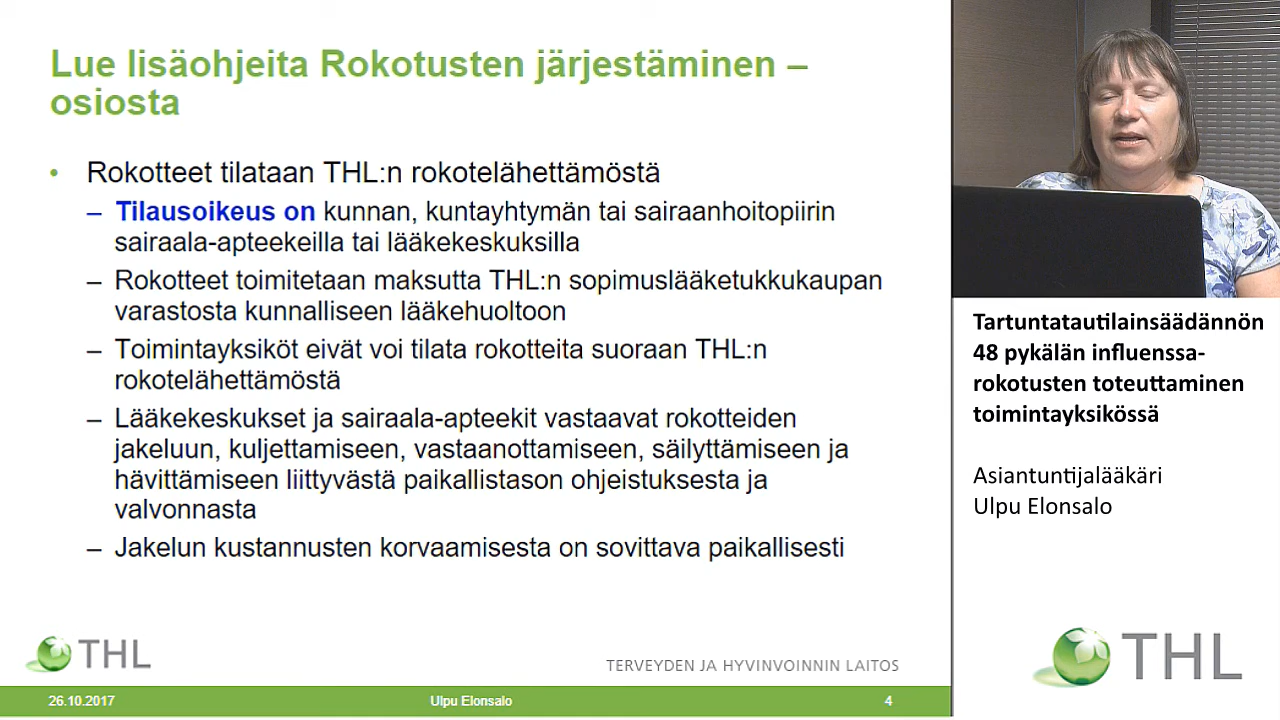 Lue lisäohjeita Rokotusten järjestäminen –
osiosta
• Rokotteet tilataan THL:n rokotelähettämöstä
– Tilausoikeus on kunnan, kuntayhtymän tai sairaanhoitopiirin
sairaala-apteekeilla tai lääkekeskuksilla
– Rokotteet toimitetaan maksutta THL:n sopimuslääketukkukaupan
varastosta kunnalliseen lääkehuoltoon
– Toimintayksiköt eivät voi tilata rokotteita suoraan THL:n
rokotelähettämöstä
– Lääkekeskukset ja sairaala-apteekit vastaavat rokotteiden
jakeluun, kuljettamiseen, vastaanottamiseen, säilyttämiseen ja
hävittämiseen liittyvästä paikallistason ohjeistuksesta ja
valvonnasta
– Jakelun kustannusten korvaamisesta on sovittava paikallisesti
THL
TERVEYDEN JA HYVINVOINNIN LAITOS
26.10.2017
Ulpu Elonsalo
4
Tartuntatautilainsäädännön
48 pykälän influenssa-
rokotusten toteuttaminen
toimintayksikössä
Asiantuntijalääkäri
Ulpu Elonsalo
THL